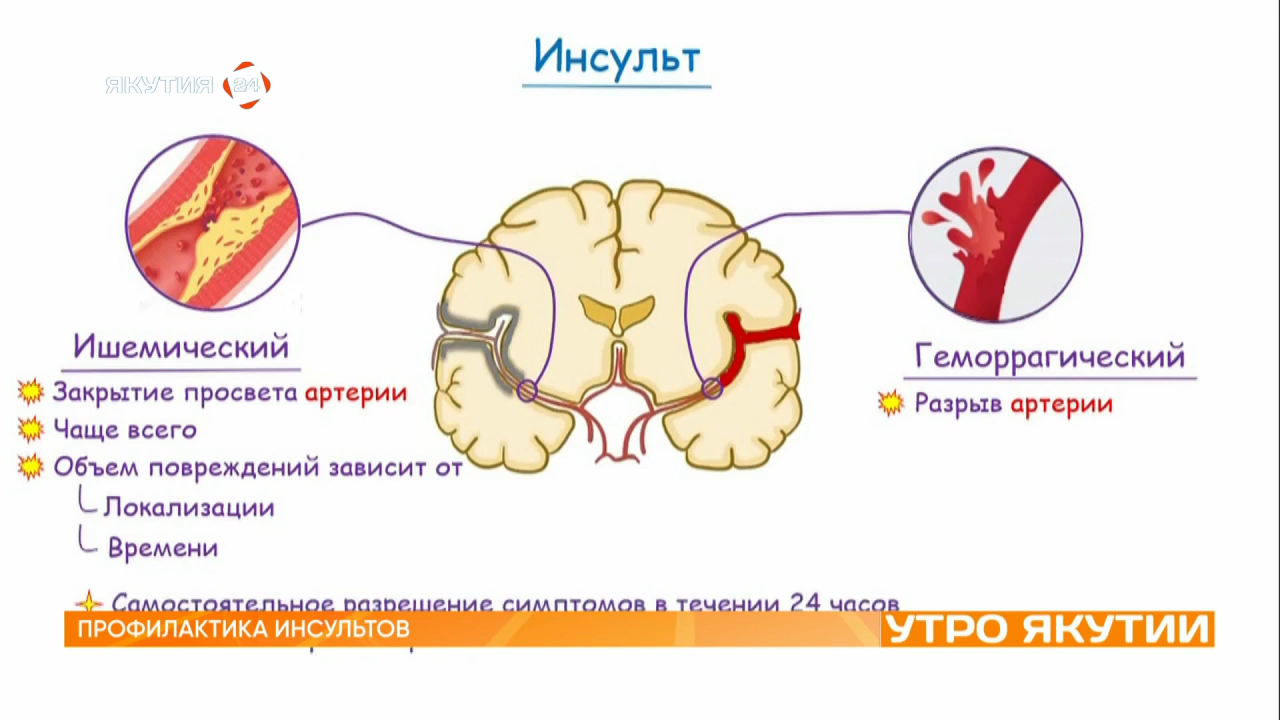 Инсульт
ЯКУТИЯ 24
Ишемический
Закрытие просвета артерии
Чаще всего
Объем повреждений зависит от
Локализации
Времени
Геморрагический
Разрыв артерии
Самостоятельное разрешение симптомов в течении 24 часов
ПРОФИЛАКТИКА ИНСУЛЬТОВ
УТРО ЯКУТИИ